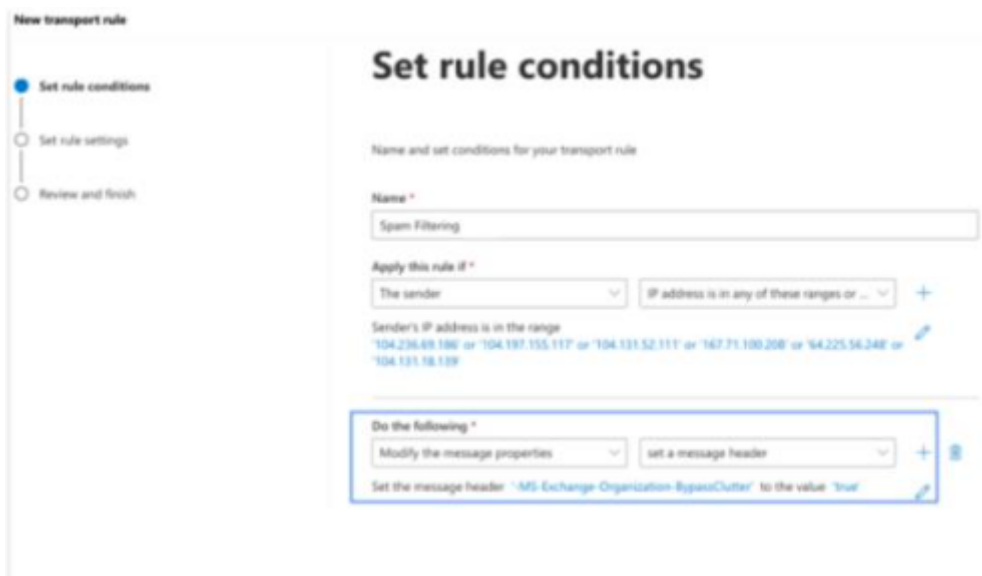 New transport rule
Set rule conditions
Set rule settings
Review and finish
Set rule conditions
Name and set conditions for your transport rule
Name *
Spam Filtering
Apply this rule if *
The sender
IP address is in any of these ranges or ...
Sender's IP address is in the range
'104.236.69.186' or '104.197.155.117' or '104.131.52.111' or '167.71.100.208' or '64.225.56.248' or
'104.131.18.139'
Do the following *
Modify the message properties
set a message header
Set the message header '-MS-Exchange-Organization-BypassClutter' to the value 'true'